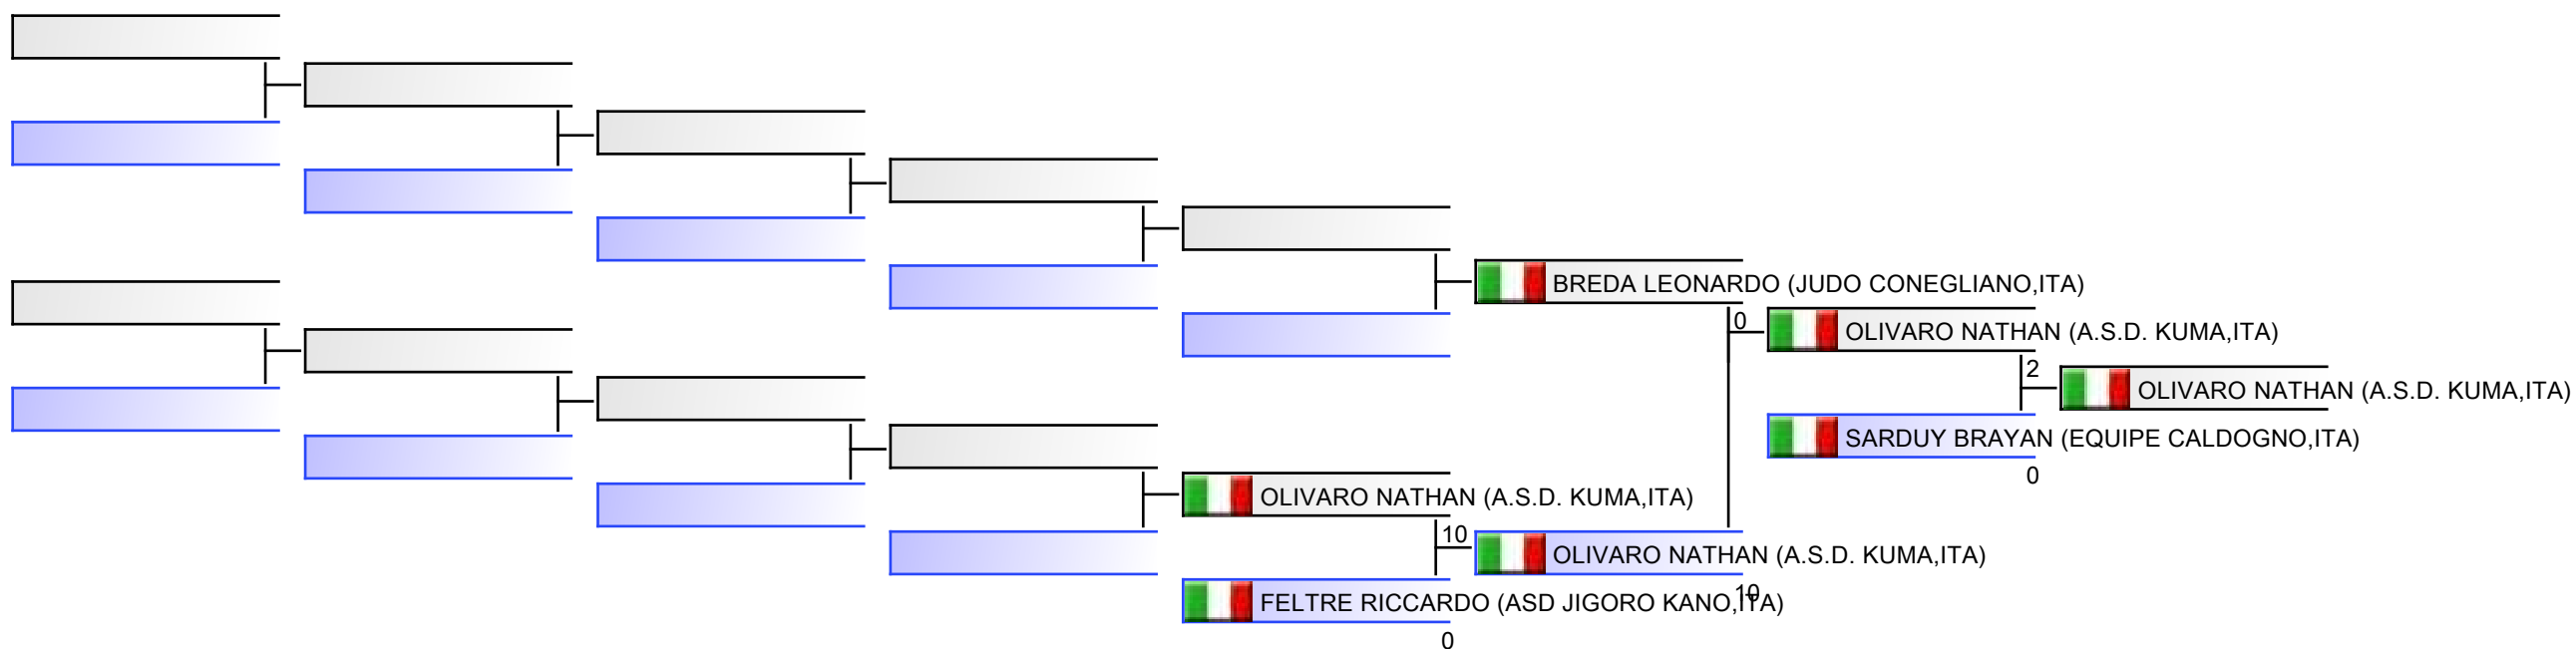 BREDA LEONARDO (JUDO CONEGLIANO,ITA)
0
OLIVARO NATHAN (A.S.D. KUMA,ITA)
2
OLIVARO NATHAN (A.S.D. KUMA,ITA)
SARDUY BRAYAN (EQUIPE CALDOGNO,ITA)
0
OLIVARO NATHAN (A.S.D. KUMA,ITA)
10
OLIVARO NATHAN (A.S.D. KUMA,ITA)
10
FELTRE RICCARDO (ASD JIGORO KANO,ITA)
0